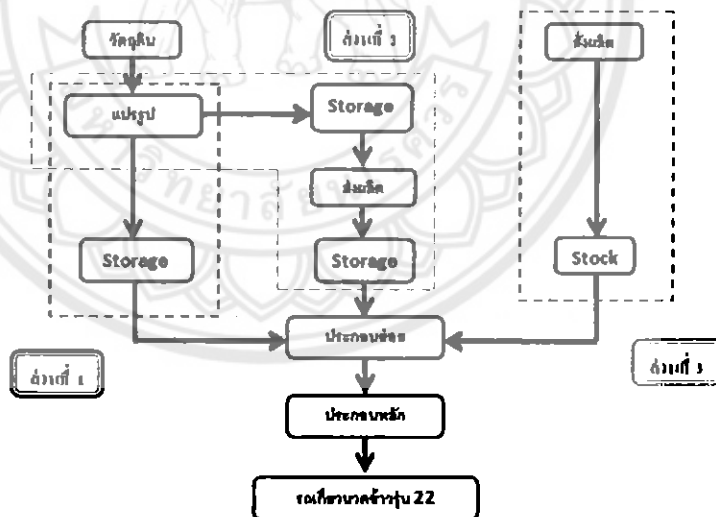 วัตถุดิบ
ส่วนที่ 2
สั่งผลิต
แปรรูป
Storage
สั่งผลิต
Storage
Storage
Stock
ประกอบย่อย
ส่วนที่ 1
ส่วนที่ 3
ประกอบหลัก
รถเกี่ยวนวดข้าวรุ่น 22